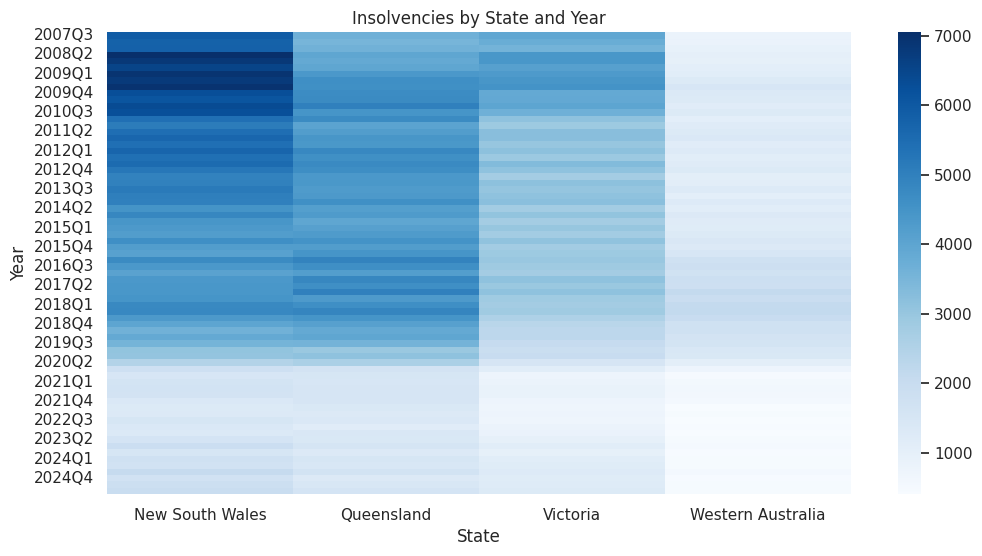 Insolvencies by State and Year
2007Q3
2008Q2
2009Q1
2009Q4
2010Q3
2011Q2
2012Q1
2012Q4
2013Q3
2014Q2
2015Q1
2015Q4
2016Q3
2017Q2
2018Q1
2018Q4
2019Q3
2020Q2
2021Q1
2021Q4
2022Q3
2023Q2
2024Q1
2024Q4
Year
New South Wales
Queensland
Victoria
Western Australia
State
7000
6000
5000
4000
3000
2000
1000